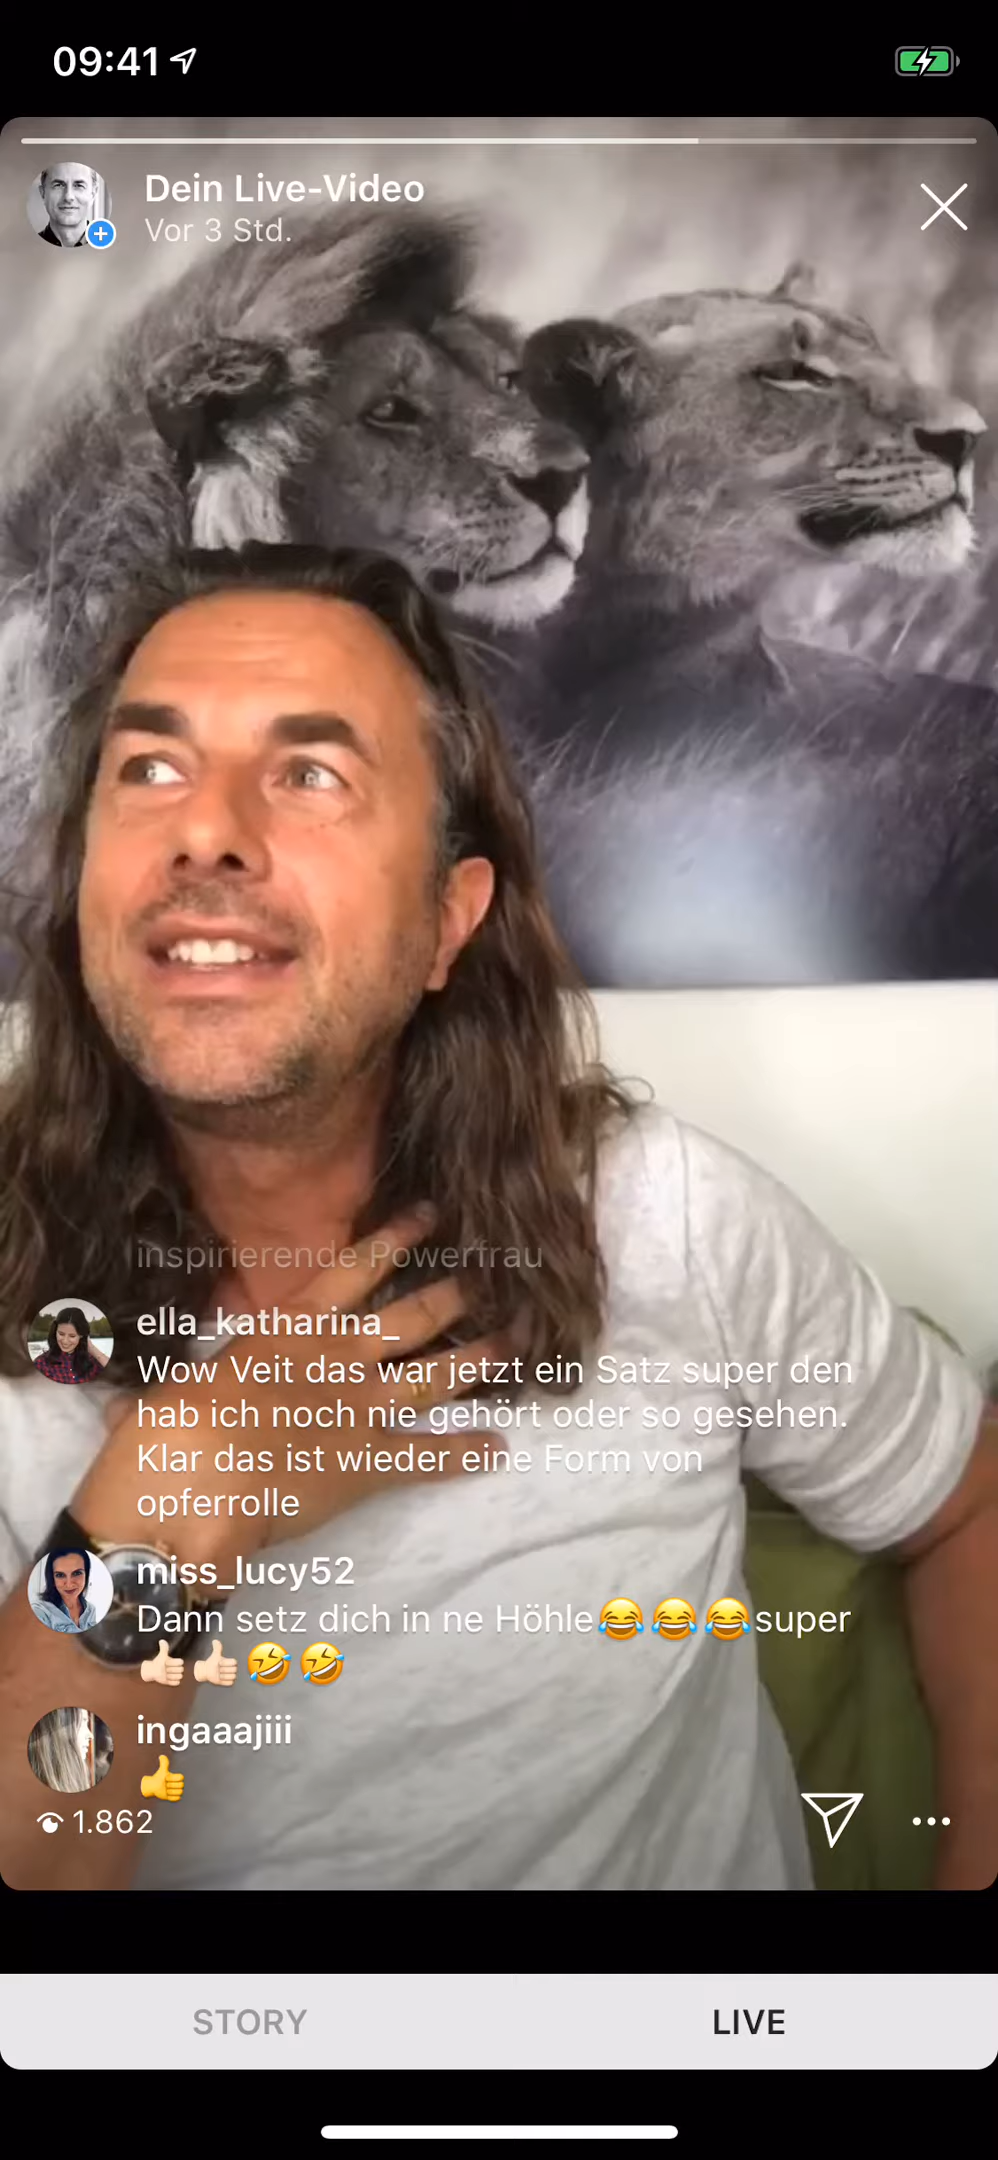 09:41
Dein Live-Video
Vor 3 Std.
inspirierende Powerfrau
ella_katharina_
Wow Veit das war jetzt ein Satz super den
hab ich noch nie gehört oder so gesehen.
Klar das ist wieder eine Form von
opferrolle
miss_lucy52
Dann setz dich in ne Höhle😂😂😂super
👍🏻👍🏻🤣🤣
ingaaajiii
👍
1.862
STORY
LIVE